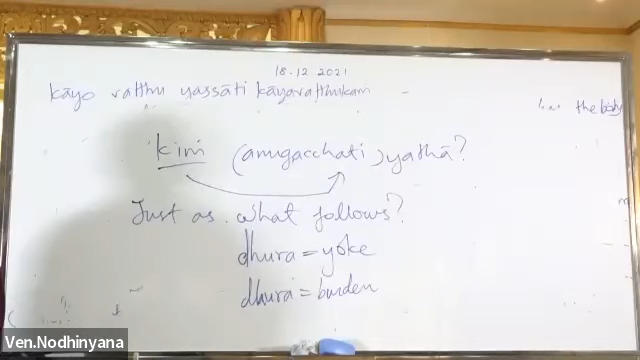 18.12 2021
kāyo vatthu yassāti kāyavatthukam -
the body
kiṁ (anugacchati) yathā?
Just as what follows?
dhura = yoke
dhura = burden
Ven.Nodhinyana